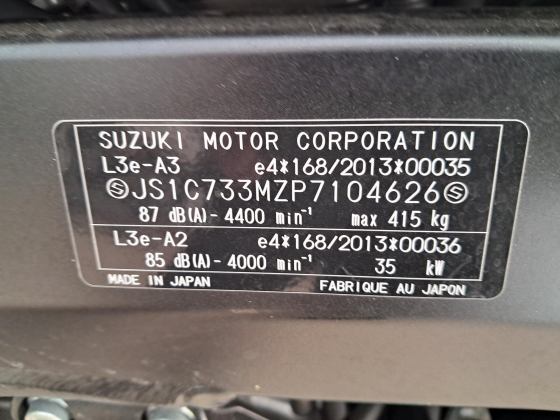 SUZUKI MOTOR CORPORATION
L3e-A3 e4*168/2013*00035
ⓈJS1C733MZP7104626Ⓢ
87 dB(A)- 4400 min⁻¹ max 415 kg
L3e-A2 e4*168/2013*00036
85 dB(A)- 4000 min⁻¹ 35 kW
MADE IN JAPAN FABRIQUE AU JAPON